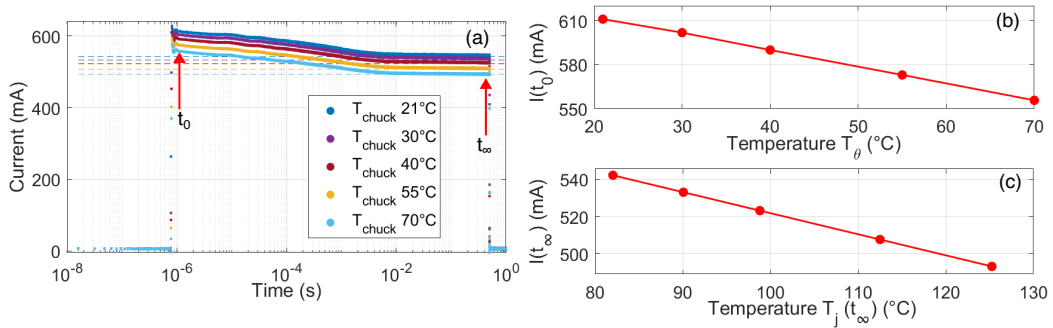 (a)
600
400
200
0
Current (mA)
t0
t∞
Tchuck 21°C
Tchuck 30°C
Tchuck 40°C
Tchuck 55°C
Tchuck 70°C
10-8
10-6
10-4
10-2
100
Time (s)
(b)
610
580
550
I(t0) (mA)
20
30
40
50
60
70
Temperature Tθ (°C)
(c)
540
520
500
I(t∞) (mA)
80
90
100
110
120
130
Temperature Tj (t∞) (°C)